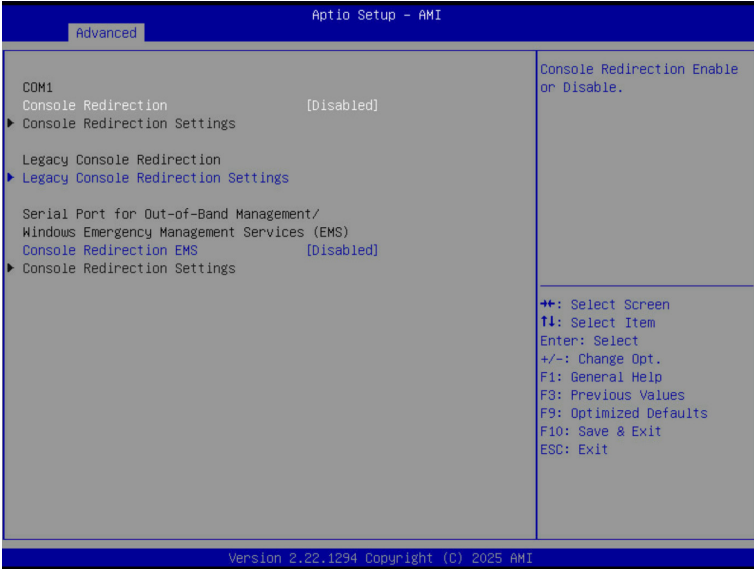 Aptio Setup – AMI
Advanced
COM1
Console Redirection [Disabled]
Console Redirection Settings
Legacy Console Redirection
Legacy Console Redirection Settings
Serial Port for Out-of-Band Management/
Windows Emergency Management Services (EMS)
Console Redirection EMS [Disabled]
Console Redirection Settings
Console Redirection Enable
or Disable.
→←: Select Screen
↑↓: Select Item
Enter: Select
+/-: Change Opt.
F1: General Help
F3: Previous Values
F9: Optimized Defaults
F10: Save & Exit
ESC: Exit
Version 2.22.1294 Copyright (C) 2025 AMI